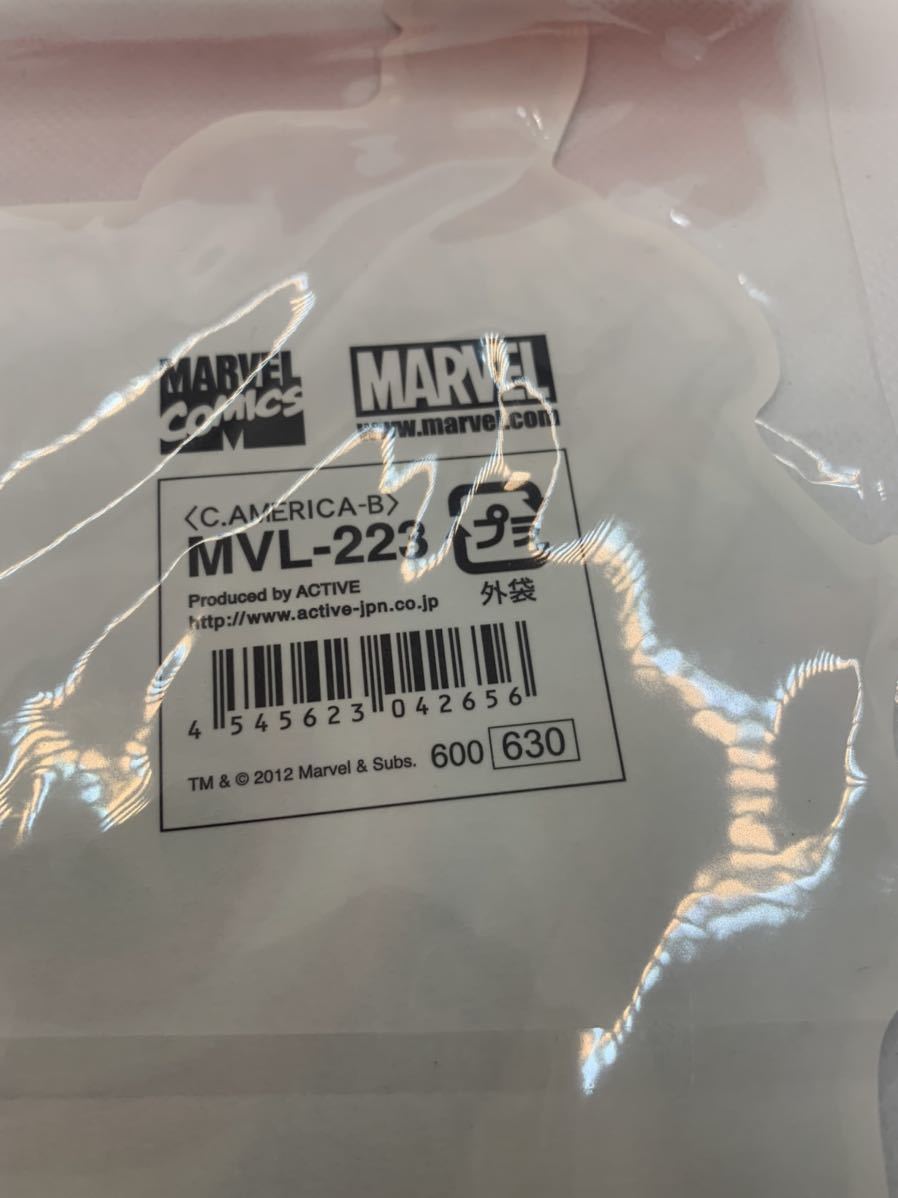 MARVEL
COMICS
MARVEL
www.marvel.com
〈C.AMERICA-B〉
MVL-223
プラ
外袋
Produced by ACTIVE
http://www.active-jpn.co.jp
4 545623 042656
TM & © 2012 Marvel & Subs. 600 630